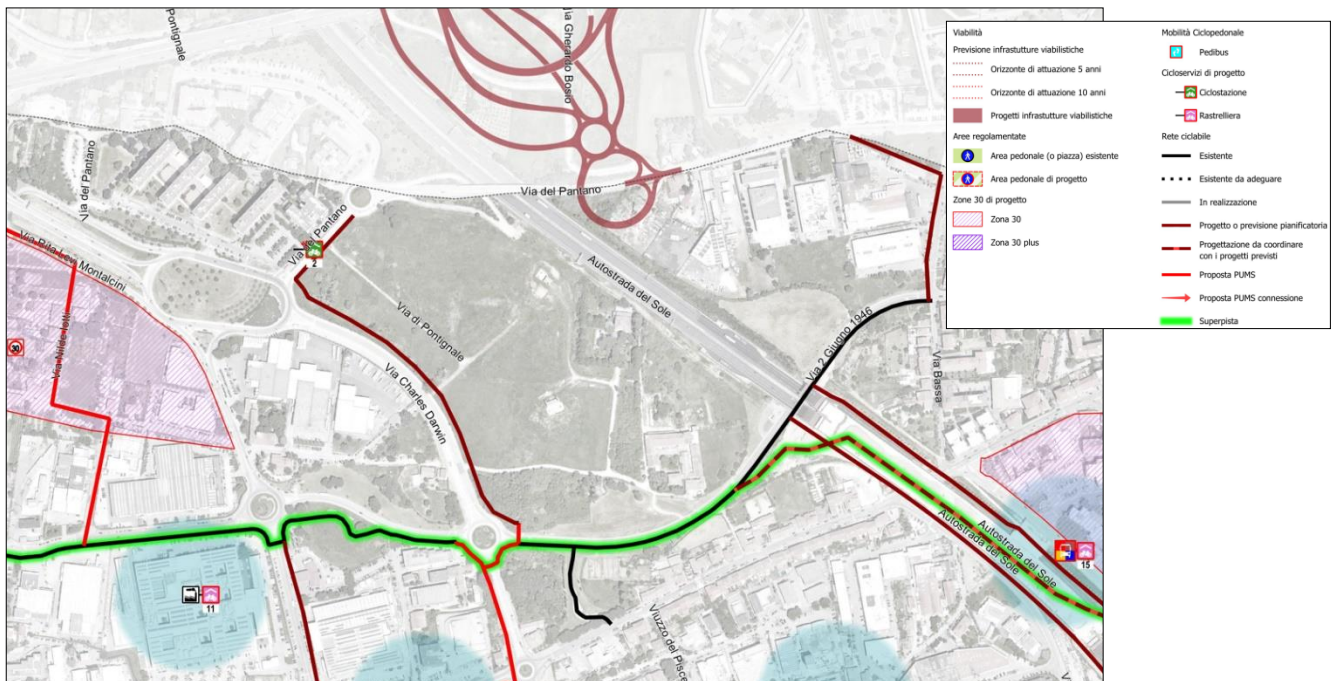 Pontignale
Via Gherardo Bosio
Via del Pantano
Via del Pantano
Via Rita Levi Montalcini
Via Nilde Iotti
30
2
Via di Pontignale
Via Charles Darwin
Autostrada del Sole
Via 2 Giugno 1946
Via Bassa
Autostrada del Sole
Autostrada del Sole
15
11
Viuzzo del Pisce
Viabilità
Previsione infrastutture viabilistiche
Orizzonte di attuazione 5 anni
Orizzonte di attuazione 10 anni
Progetti infrastutture viabilistiche
Aree regolamentate
Area pedonale (o piazza) esistente
Area pedonale di progetto
Zone 30 di progetto
Zona 30
Zona 30 plus
Mobilità Ciclopedonale
Pedibus
Cicloservizi di progetto
Ciclostazione
Rastrelliera
Rete ciclabile
Esistente
Esistente da adeguare
In realizzazione
Progetto o previsione pianificatoria
Progettazione da coordinare
con i progetti previsti
Proposta PUMS
Proposta PUMS connessione
Superpista